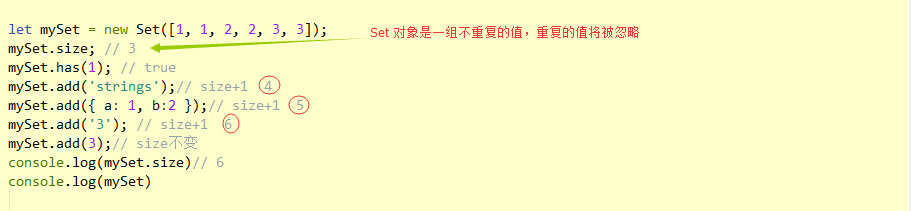 let mySet = new Set([1, 1, 2, 2, 3, 3]);
Set 对象是一组不重复的值，重复的值将被忽略
mySet.size; // 3
mySet.has(1); // true
mySet.add('strings');// size+1 4
mySet.add({ a: 1, b:2 });// size+1 5
mySet.add('3'); // size+1 6
mySet.add(3);// size不变
console.log(mySet.size)// 6
console.log(mySet)